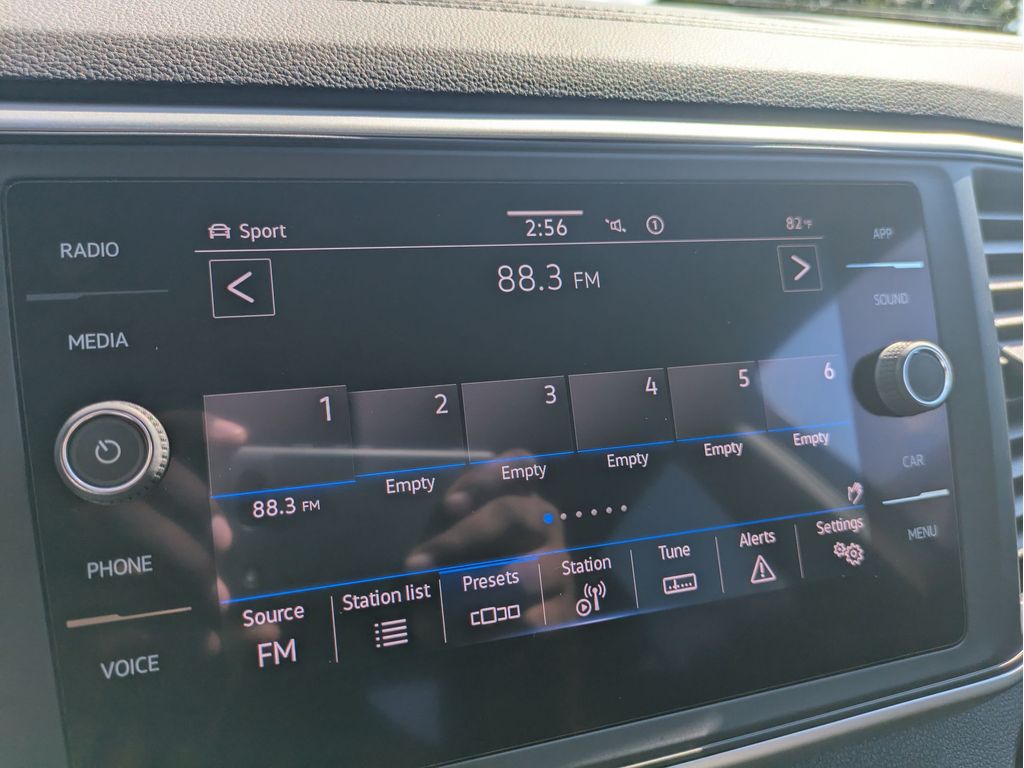 RADIO
MEDIA
PHONE
VOICE
Sport
2:56
1
82°F
<
88.3 FM
>
1
2
3
4
5
6
88.3 FM
Empty
Empty
Empty
Empty
Empty
Source
FM
Station list
Presets
Station
Tune
Alerts
Settings
APP
SOUND
CAR
MENU